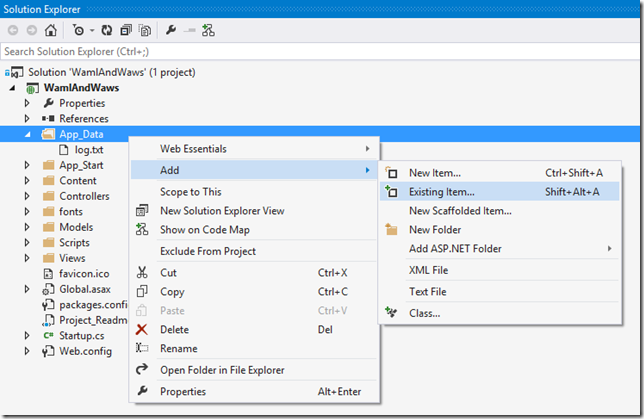 Solution Explorer
Search Solution Explorer (Ctrl+;)
Solution 'WamlAndWaws' (1 project)
WamlAndWaws
Properties
References
App_Data
log.txt
App_Start
Content
Controllers
fonts
Models
Scripts
Views
favicon.ico
Global.asax
packages.confi
Project_Readm
Startup.cs
Web.config
Web Essentials
Add
Scope to This
New Solution Explorer View
Show on Code Map
Exclude From Project
Cut Ctrl+X
Copy Ctrl+C
Paste Ctrl+V
Delete Del
Rename
Open Folder in File Explorer
Properties Alt+Enter
New Item... Ctrl+Shift+A
Existing Item... Shift+Alt+A
New Scaffolded Item...
New Folder
Add ASP.NET Folder
XML File
Text File
Class...